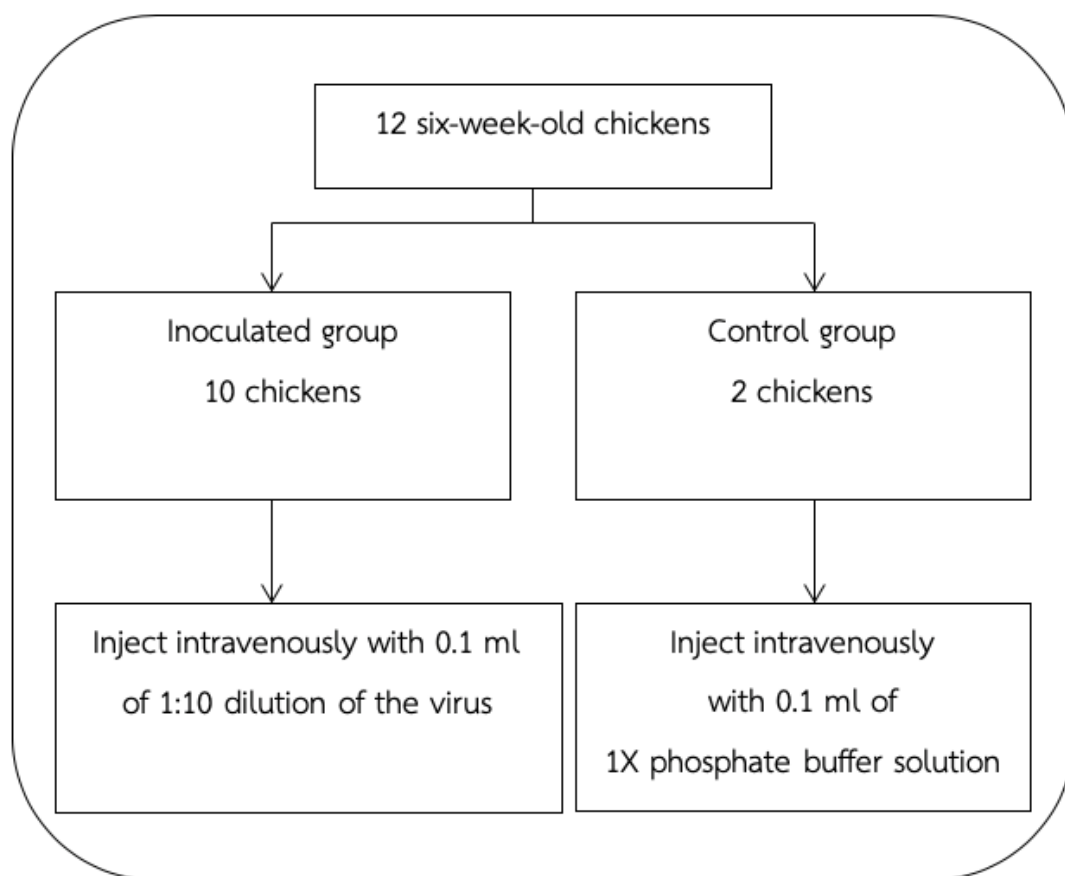 12 six-week-old chickens
Inoculated group
10 chickens
Control group
2 chickens
Inject intravenously with 0.1 ml
of 1:10 dilution of the virus
Inject intravenously
with 0.1 ml of
1X phosphate buffer solution